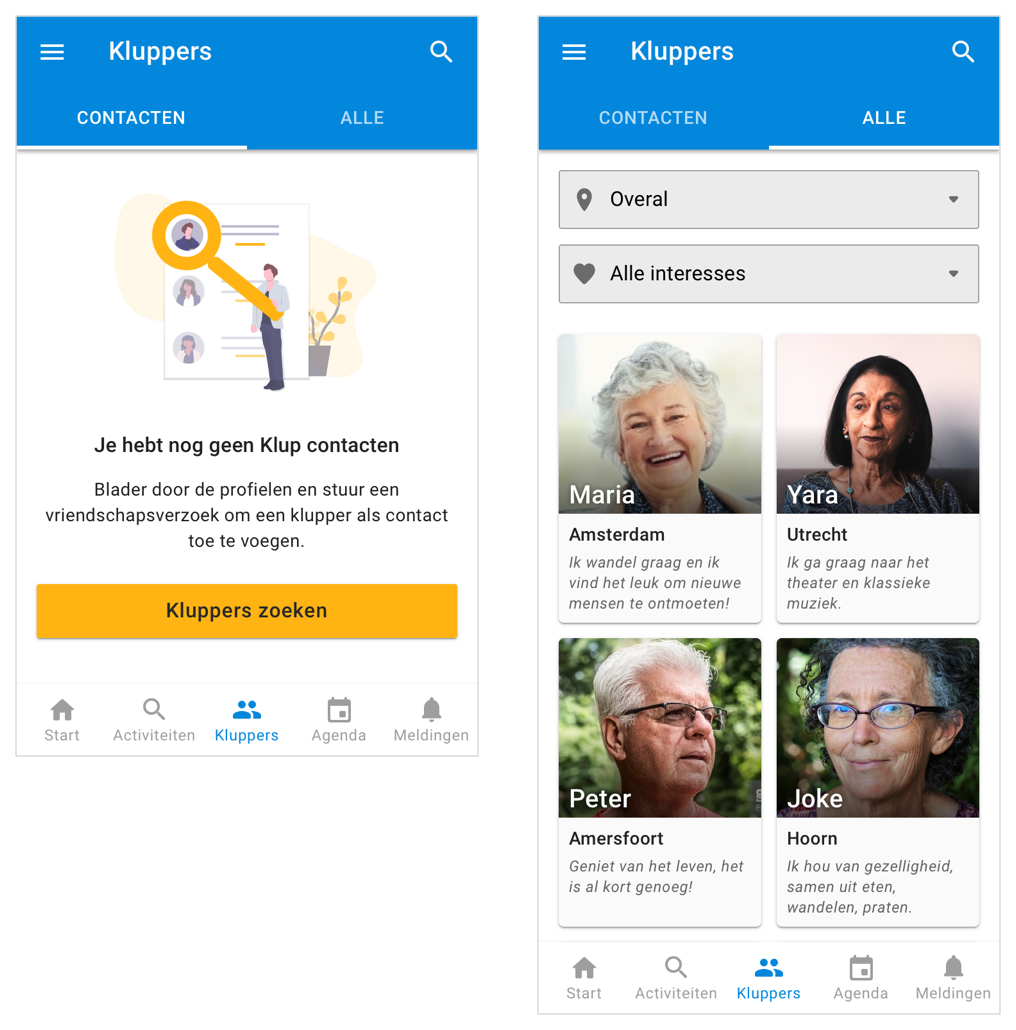 Kluppers
CONTACTEN
ALLE
Je hebt nog geen Klup contacten
Blader door de profielen en stuur een
vriendschapsverzoek om een klupper als contact
toe te voegen.
Kluppers zoeken
Start
Activiteiten
Kluppers
Agenda
Meldingen
Kluppers
CONTACTEN
ALLE
Overal
Alle interesses
Maria
Amsterdam
Ik wandel graag en ik
vind het leuk om nieuwe
mensen te ontmoeten!
Yara
Utrecht
Ik ga graag naar het
theater en klassieke
muziek.
Peter
Amersfoort
Geniet van het leven, het
is al kort genoeg!
Joke
Hoorn
Ik hou van gezelligheid,
samen uit eten,
wandelen, praten.
Start
Activiteiten
Kluppers
Agenda
Meldingen